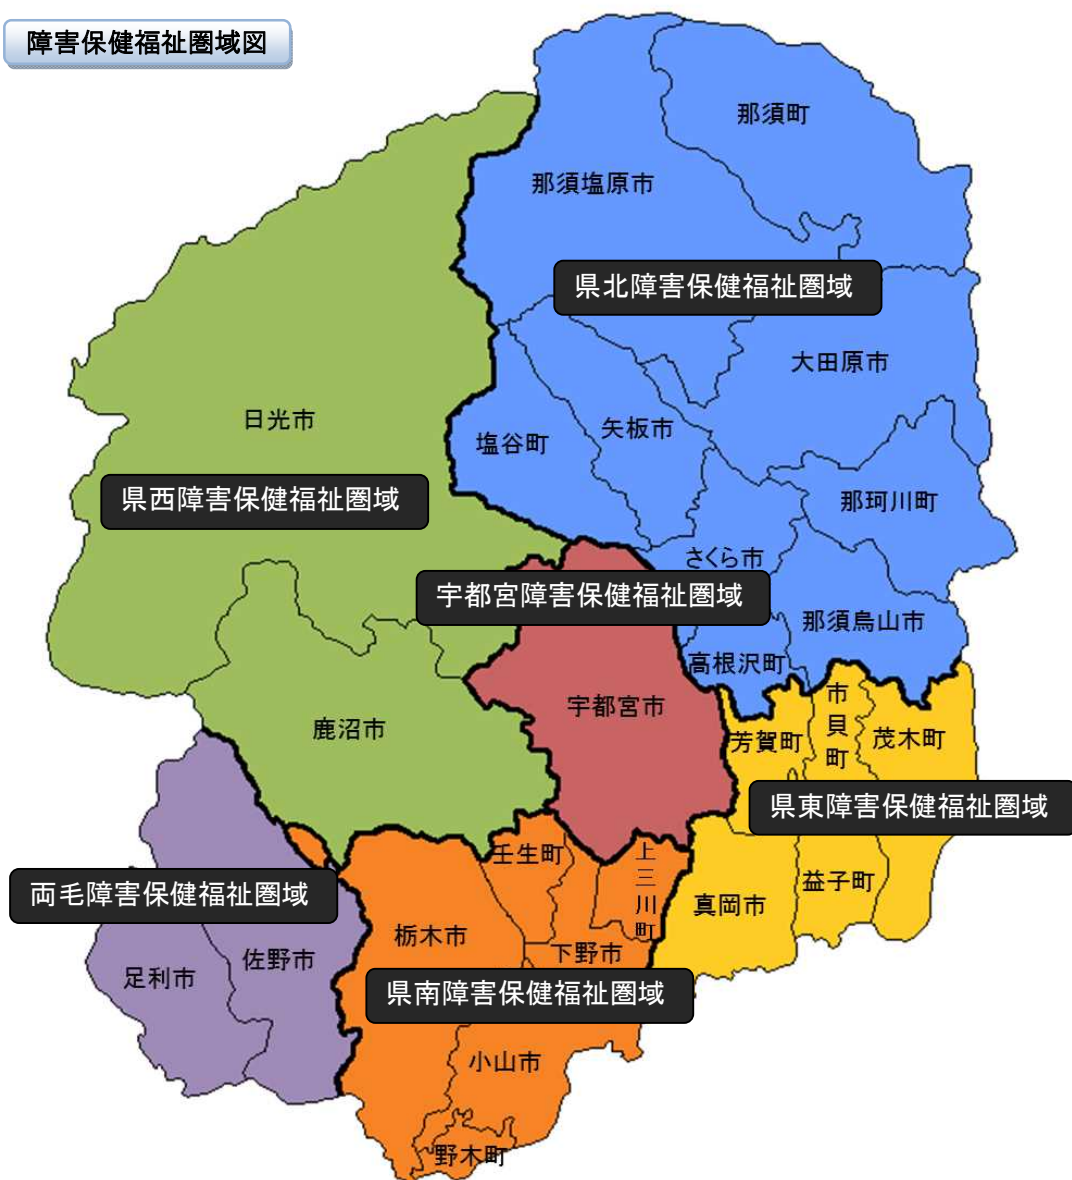 障害保健福祉圏域図
那須町
那須塩原市
県北障害保健福祉圏域
大田原市
日光市
矢板市
塩谷町
県西障害保健福祉圏域
那珂川町
さくら市
宇都宮障害保健福祉圏域
那須烏山市
高根沢町
宇都宮市
市貝町
鹿沼市
芳賀町
茂木町
県東障害保健福祉圏域
壬生町
上三川町
益子町
両毛障害保健福祉圏域
真岡市
栃木市
下野市
佐野市
足利市
県南障害保健福祉圏域
小山市
野木町